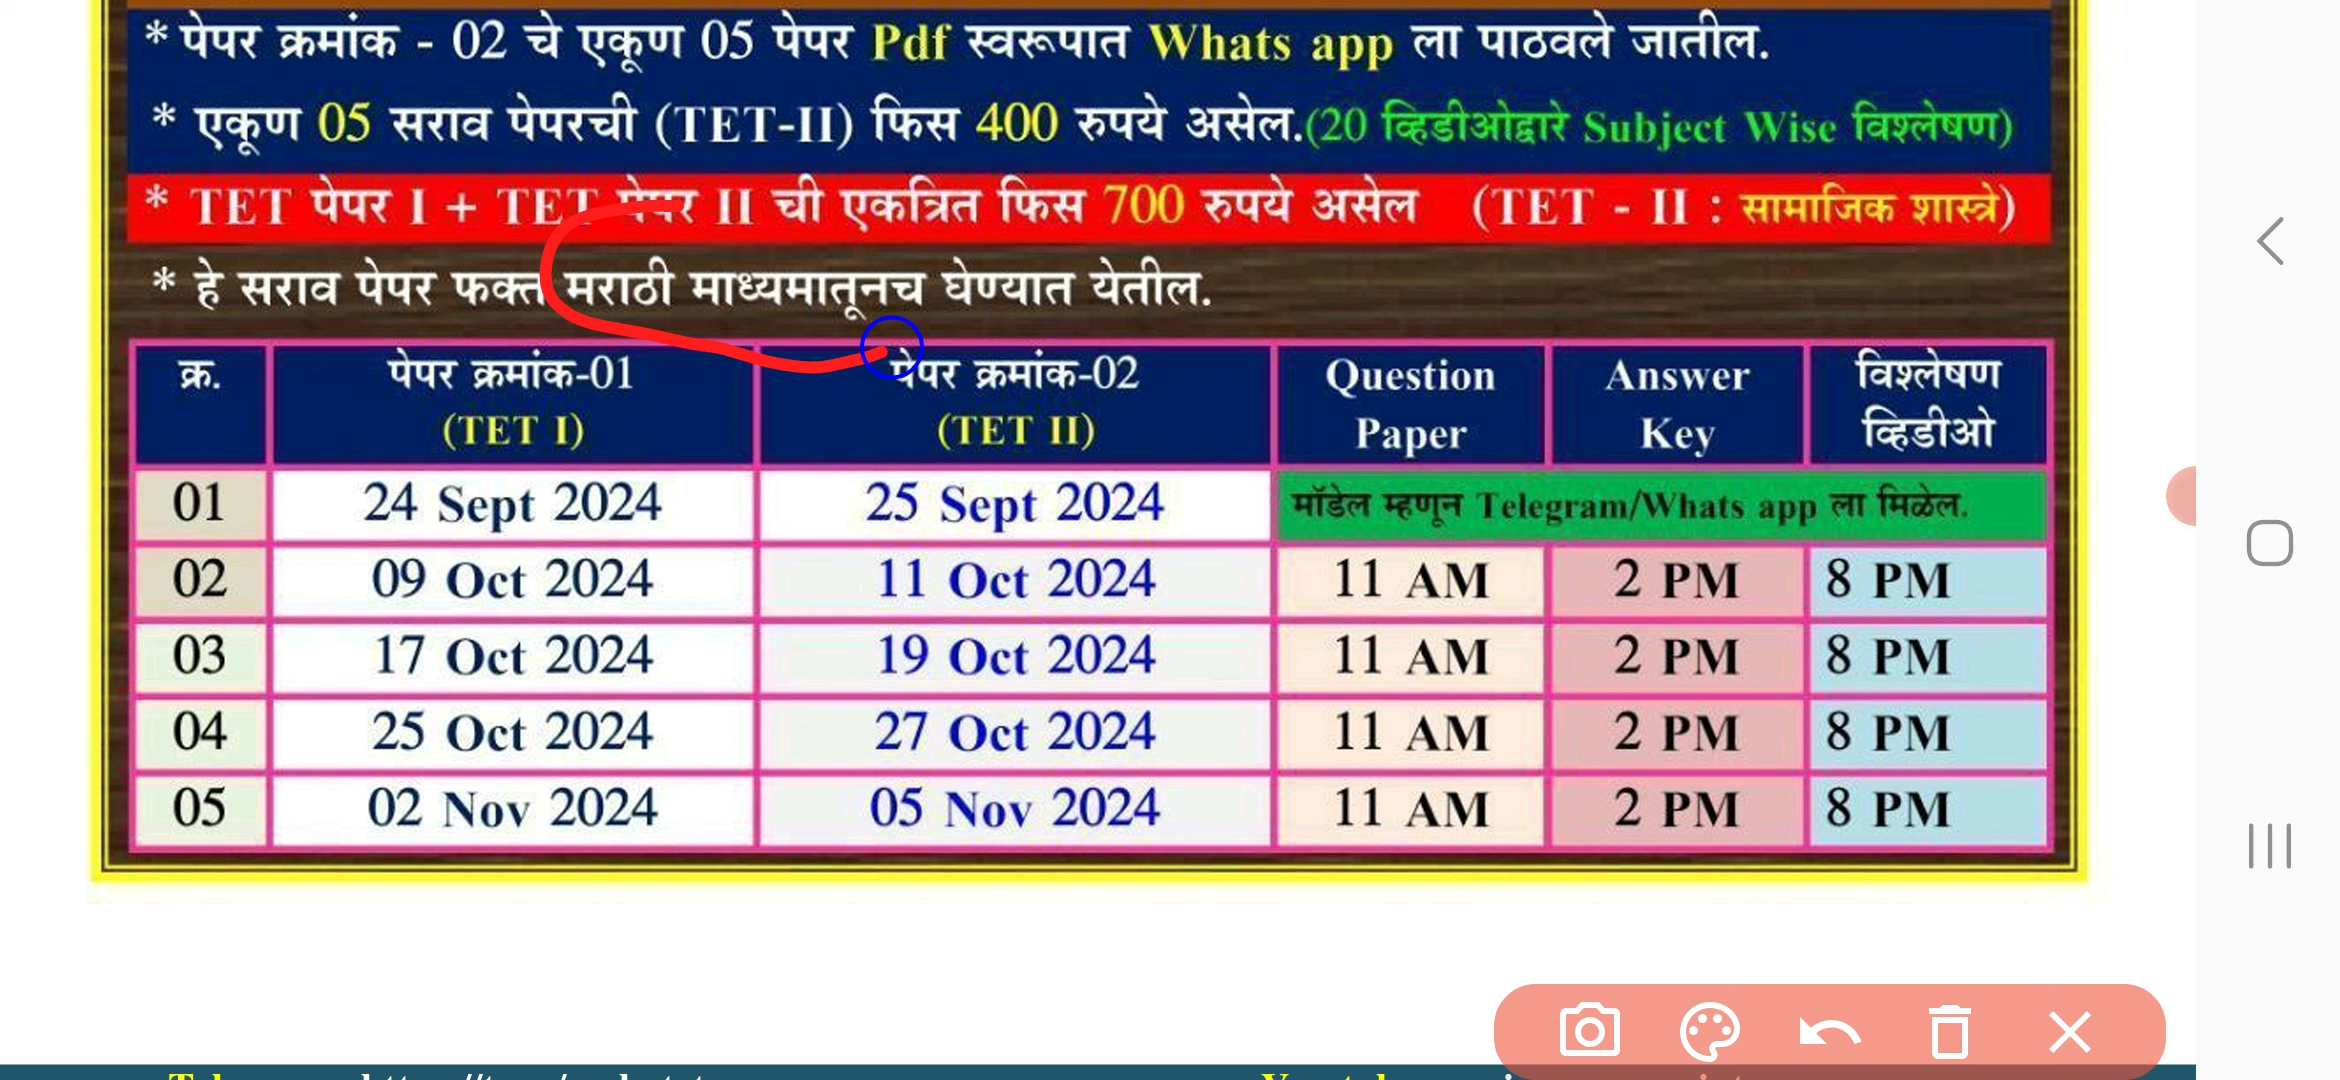 * पेपर क्रमांक - 02 चे एकूण 05 पेपर Pdf स्वरूपात Whats app ला पाठवले जातील.
* एकूण 05 सराव पेपरची (TET-II) फिस 400 रुपये असेल.(20 व्हिडीओद्वारे Subject Wise विश्लेषण)
* TET पेपर I + TET पेपर II ची एकत्रित फिस 700 रुपये असेल (TET - II : सामाजिक शास्त्रे)
* हे सराव पेपर फक्त मराठी माध्यमातूनच घेण्यात येतील.
क्र. पेपर क्रमांक-01 (TET I) पेपर क्रमांक-02 (TET II) Question Paper Answer Key विश्लेषण व्हिडीओ
01 24 Sept 2024 25 Sept 2024 मॉडेल म्हणून Telegram/Whats app ला मिळेल.
02 09 Oct 2024 11 Oct 2024 11 AM 2 PM 8 PM
03 17 Oct 2024 19 Oct 2024 11 AM 2 PM 8 PM
04 25 Oct 2024 27 Oct 2024 11 AM 2 PM 8 PM
05 02 Nov 2024 05 Nov 2024 11 AM 2 PM 8 PM